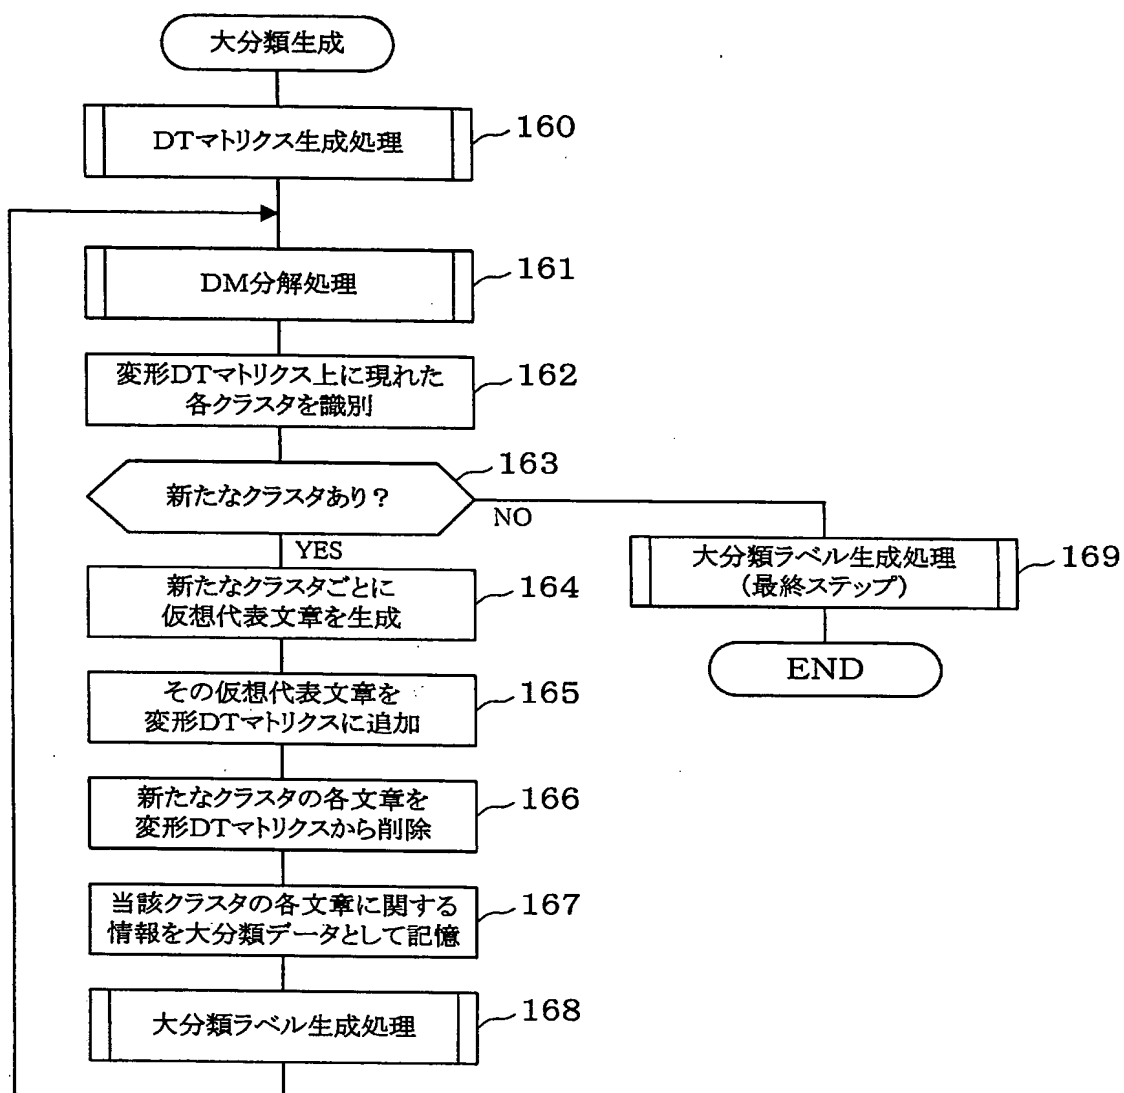 大分類生成
DTマトリクス生成処理
160
DM分解処理
161
変形DTマトリクス上に現れた
各クラスタを識別
162
新たなクラスタあり?
163
NO
YES
新たなクラスタごとに
仮想代表文章を生成
164
大分類ラベル生成処理
(最終ステップ)
169
END
その仮想代表文章を
変形DTマトリクスに追加
165
新たなクラスタの各文章を
変形DTマトリクスから削除
166
当該クラスタの各文章に関する
情報を大分類データとして記憶
167
大分類ラベル生成処理
168